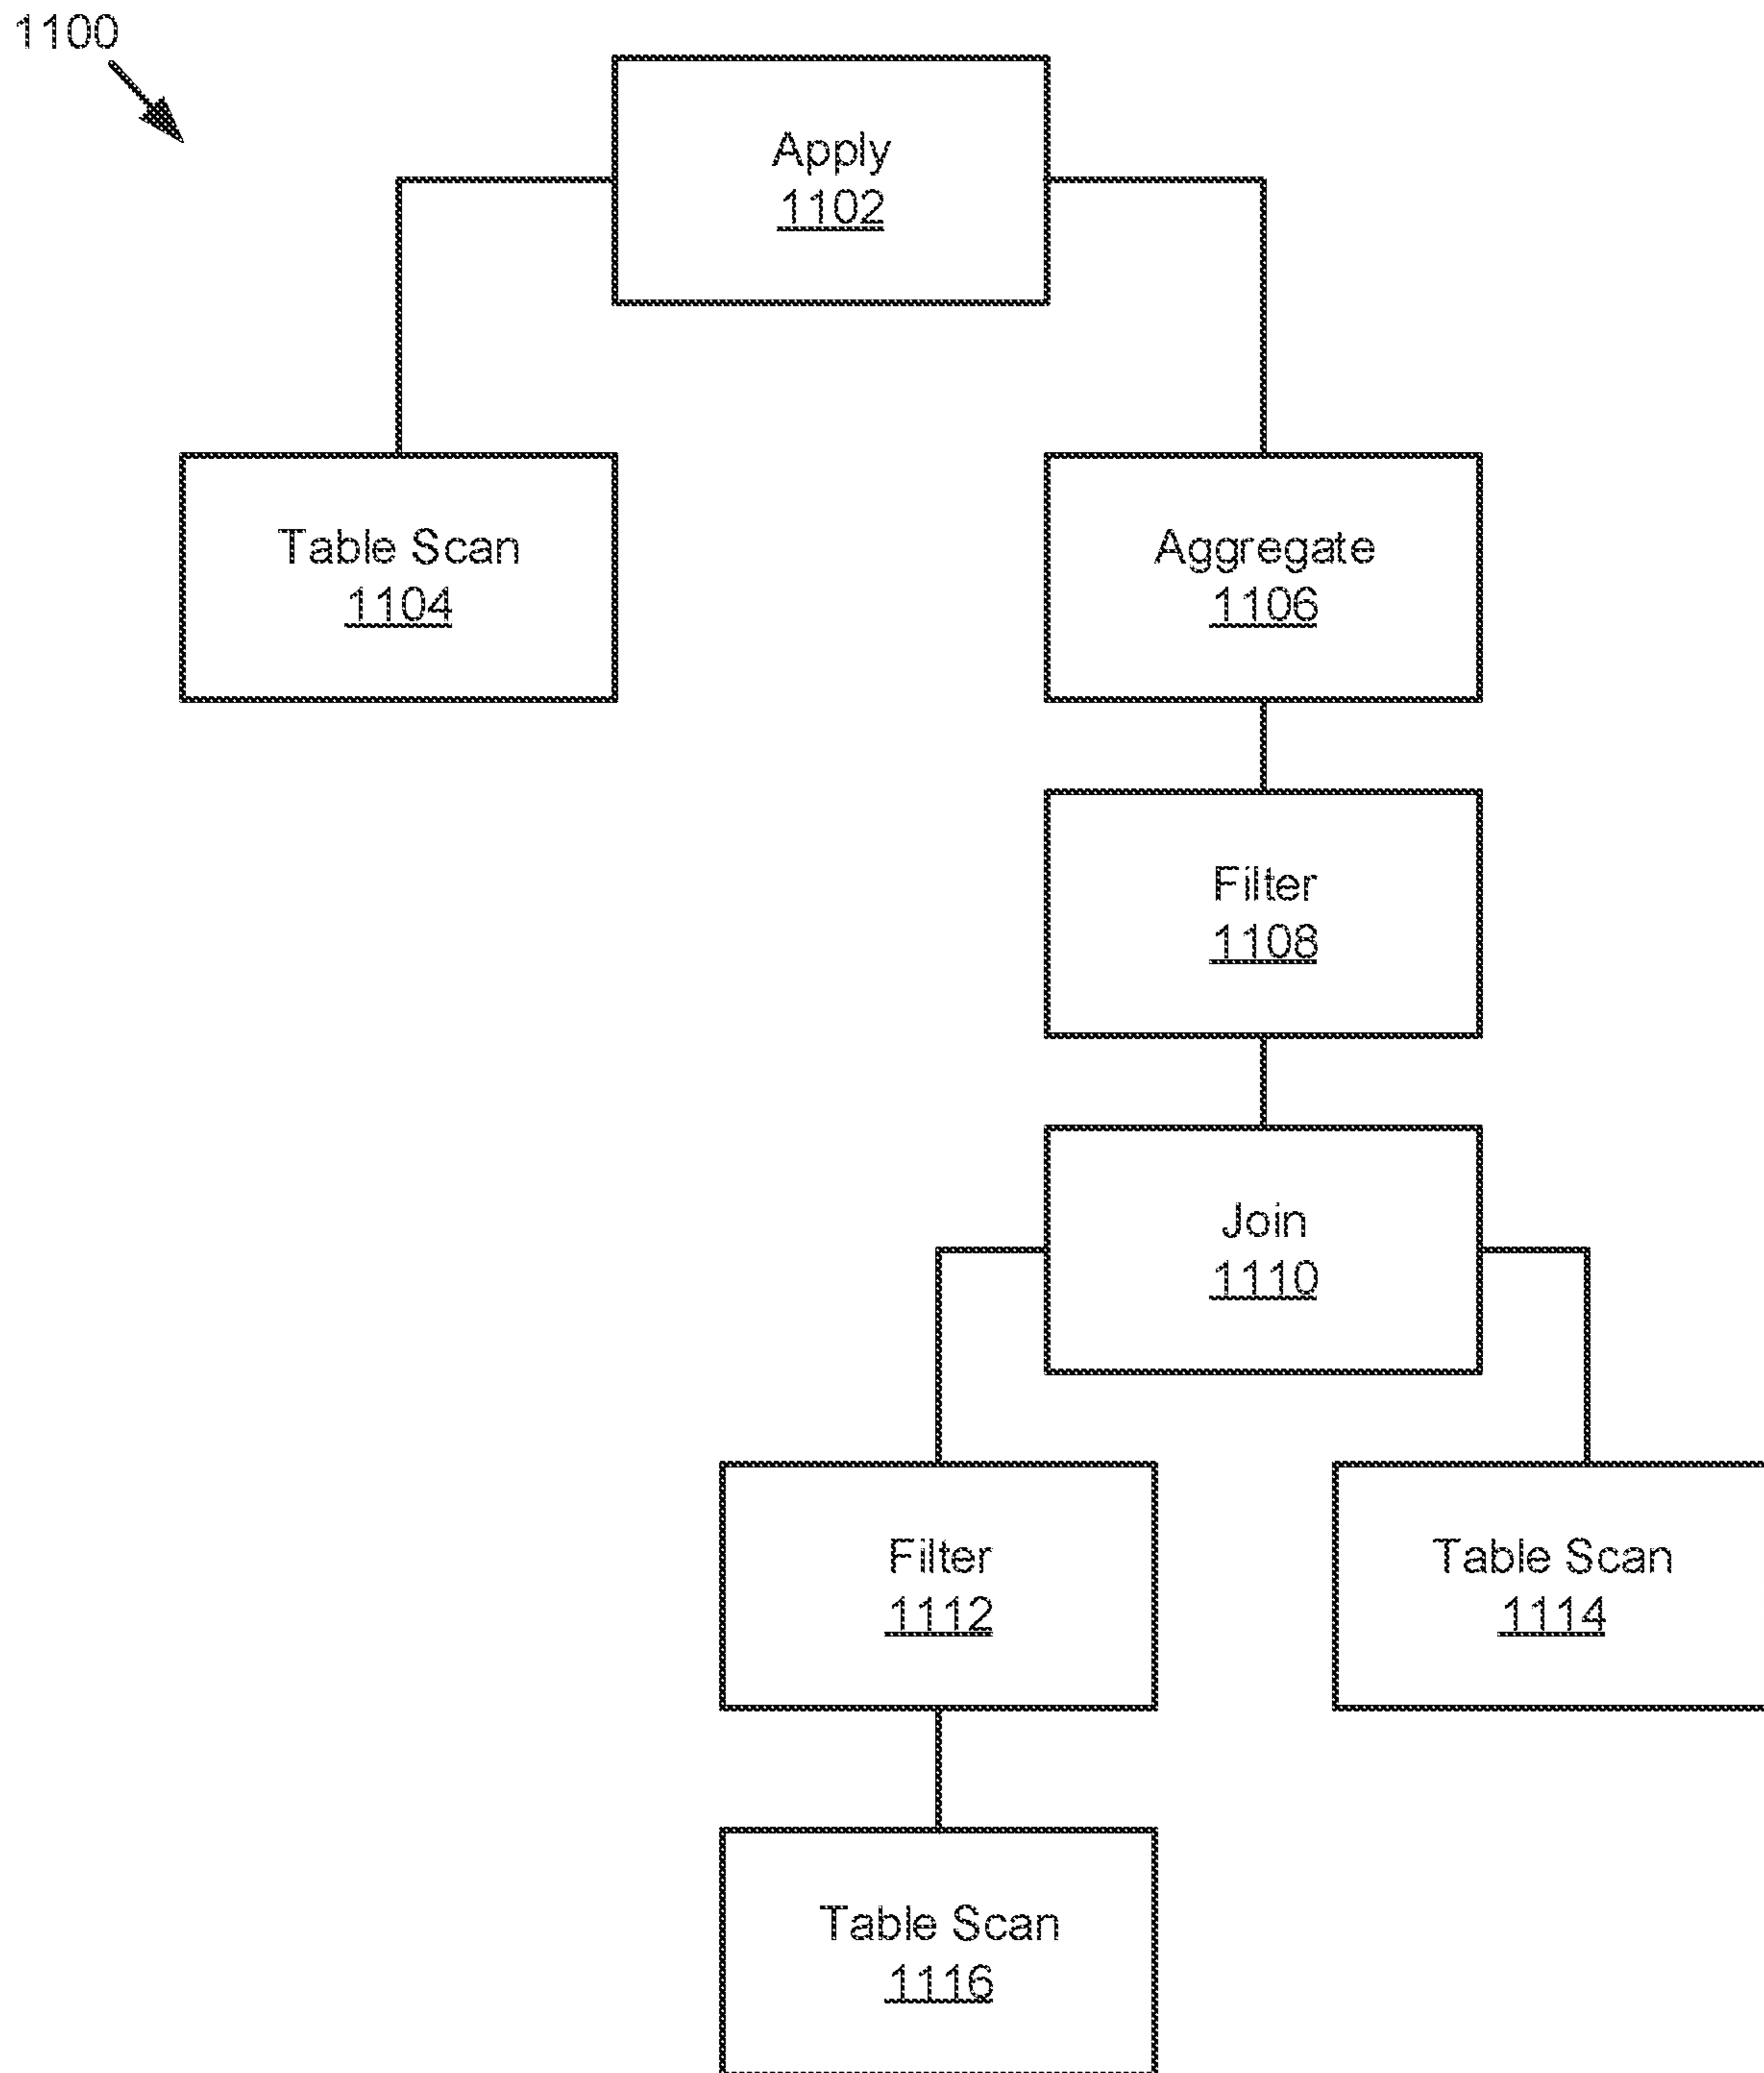 1100
Apply
1102
Table Scan
1104
Aggregate
1106
Filter
1108
Join
1110
Filter
1112
Table Scan
1114
Table Scan
1116